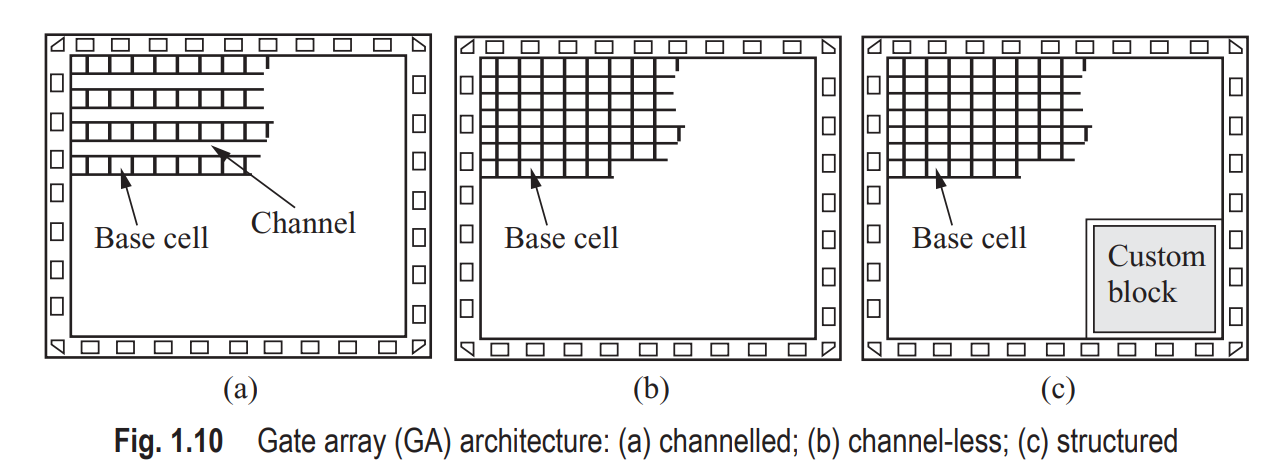 Base cell
Channel
(a)
Base cell
(b)
Base cell
Custom
block
(c)
Fig. 1.10 Gate array (GA) architecture: (a) channelled; (b) channel-less; (c) structured